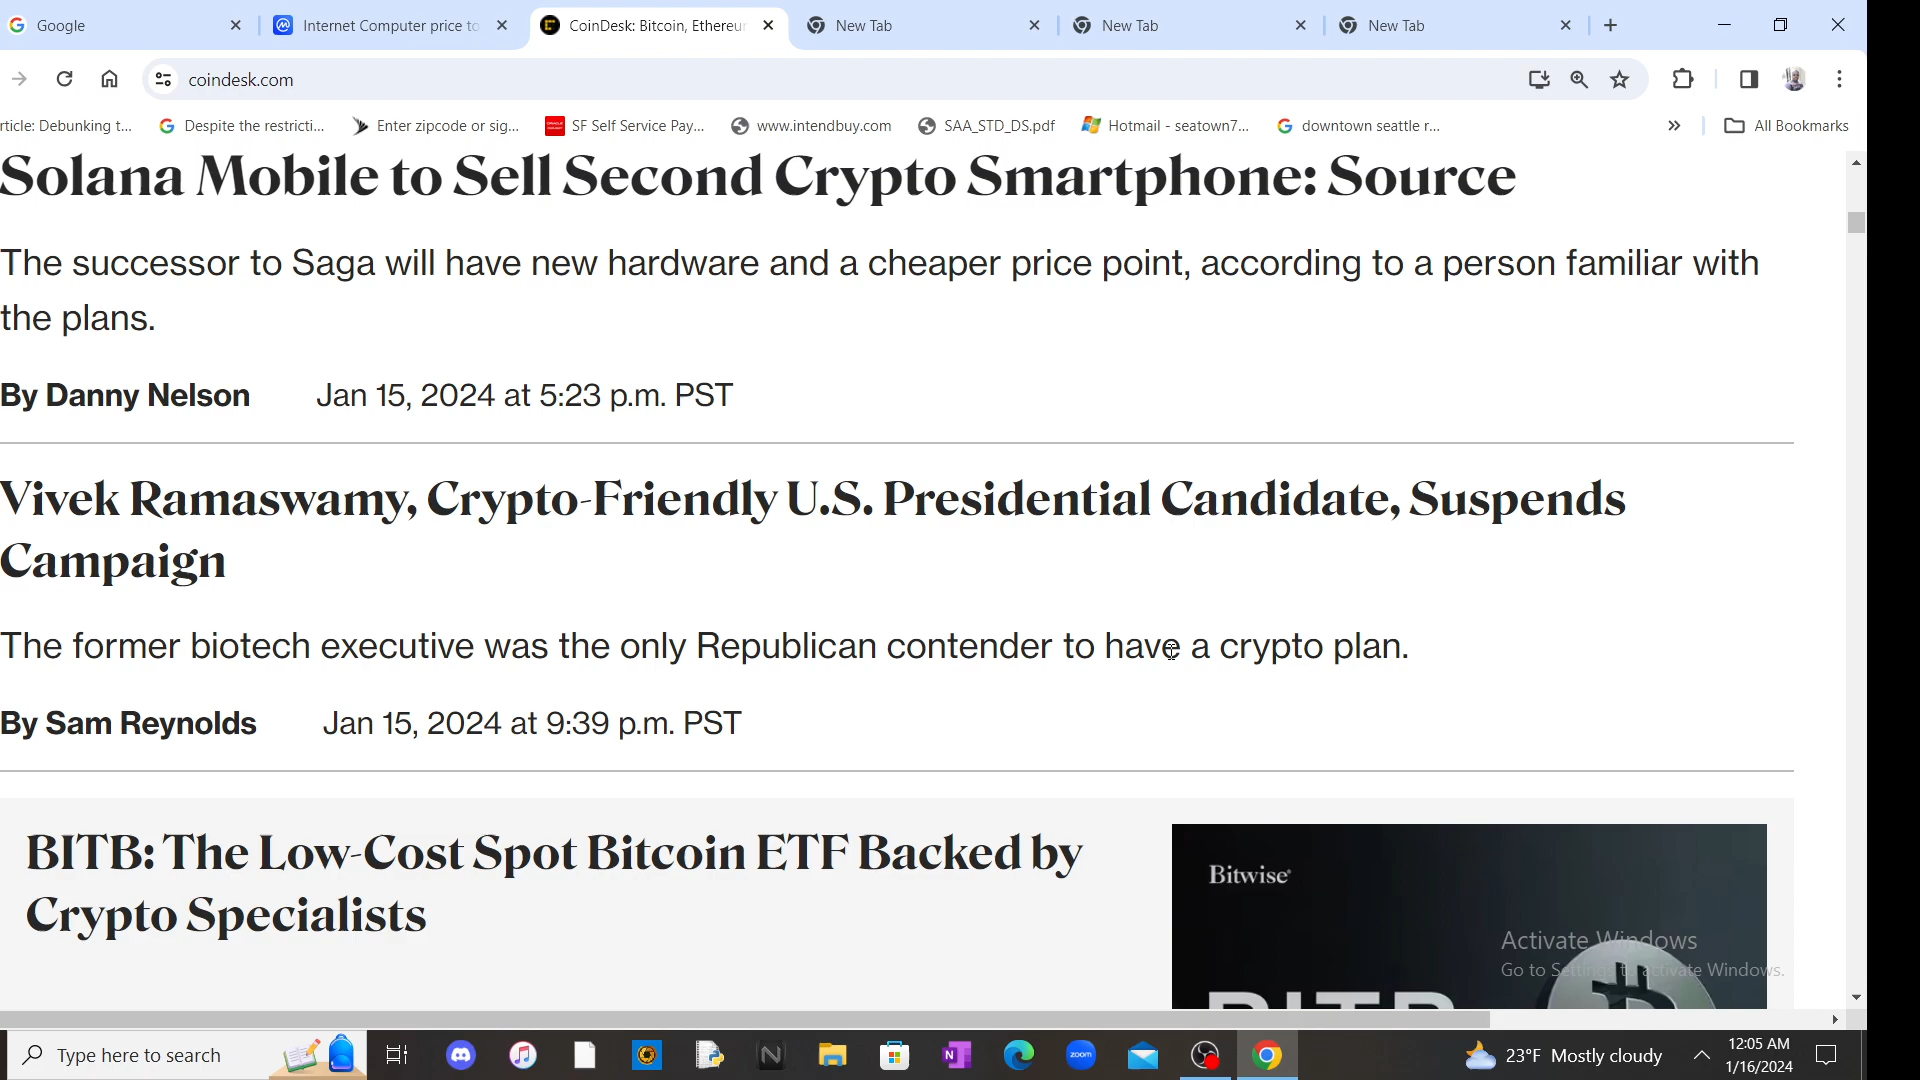 Google
Internet Computer price to
CoinDesk: Bitcoin, Ethereu
New Tab
New Tab
New Tab
coindesk.com
rticle: Debunking t...
Despite the restricti...
Enter zipcode or sig...
SF Self Service Pay...
www.intendbuy.com
SAA_STD_DS.pdf
Hotmail - seatown7...
downtown seattle r...
»
All Bookmarks
Solana Mobile to Sell Second Crypto Smartphone: Source
The successor to Saga will have new hardware and a cheaper price point, according to a person familiar with
the plans.
By Danny Nelson Jan 15, 2024 at 5:23 p.m. PST
Vivek Ramaswamy, Crypto-Friendly U.S. Presidential Candidate, Suspends
Campaign
The former biotech executive was the only Republican contender to have a crypto plan.
By Sam Reynolds Jan 15, 2024 at 9:39 p.m. PST
BITB: The Low-Cost Spot Bitcoin ETF Backed by
Crypto Specialists
Bitwise
BITB
Activate Windows
Go to Settings to activate Windows.
Type here to search
zoom
23°F Mostly cloudy
12:05 AM
1/16/2024